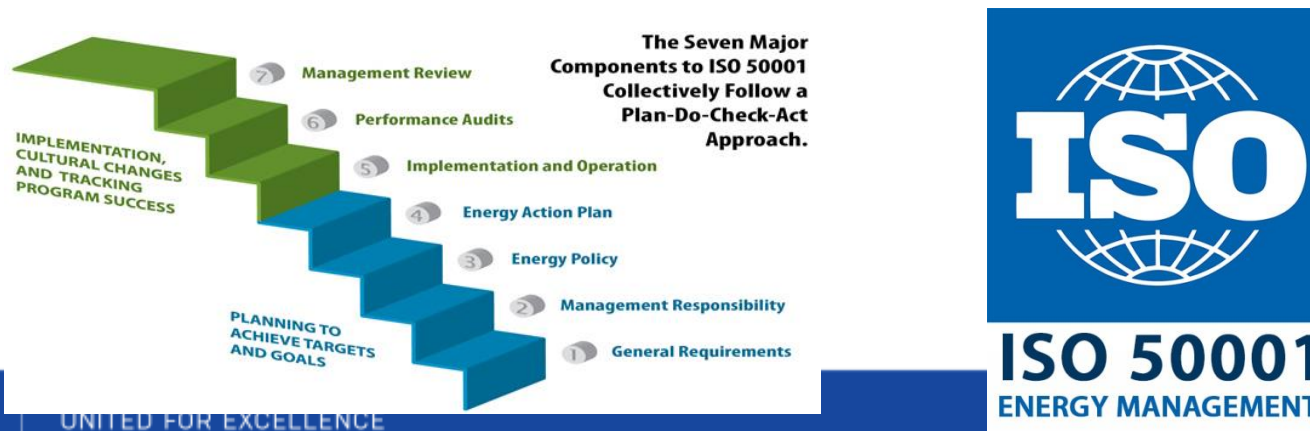 The Seven Major
Components to ISO 50001
Collectively Follow a
Plan-Do-Check-Act
Approach.
7 Management Review
6 Performance Audits
5 Implementation and Operation
4 Energy Action Plan
3 Energy Policy
2 Management Responsibility
1 General Requirements
IMPLEMENTATION,
CULTURAL CHANGES
AND TRACKING
PROGRAM SUCCESS
PLANNING TO
ACHIEVE TARGETS
AND GOALS
ISO
ISO 50001
ENERGY MANAGEMENT
UNITED FOR EXCELLENCE